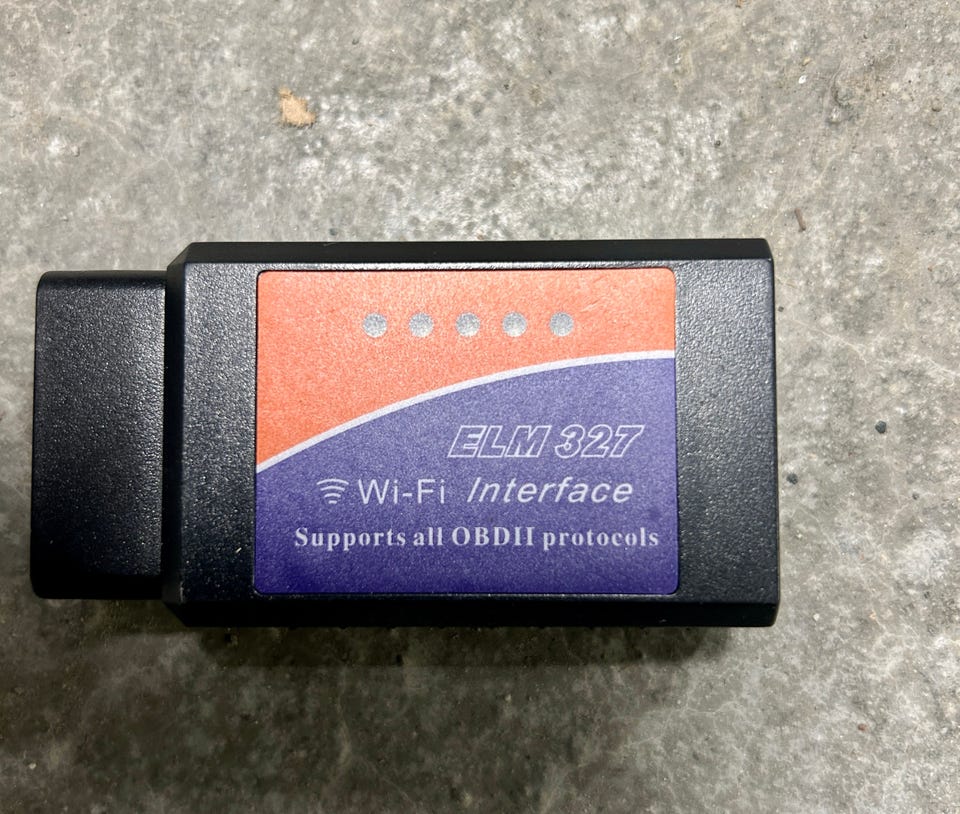 ELM 327
Wi-Fi Interface
Supports all OBDII protocols